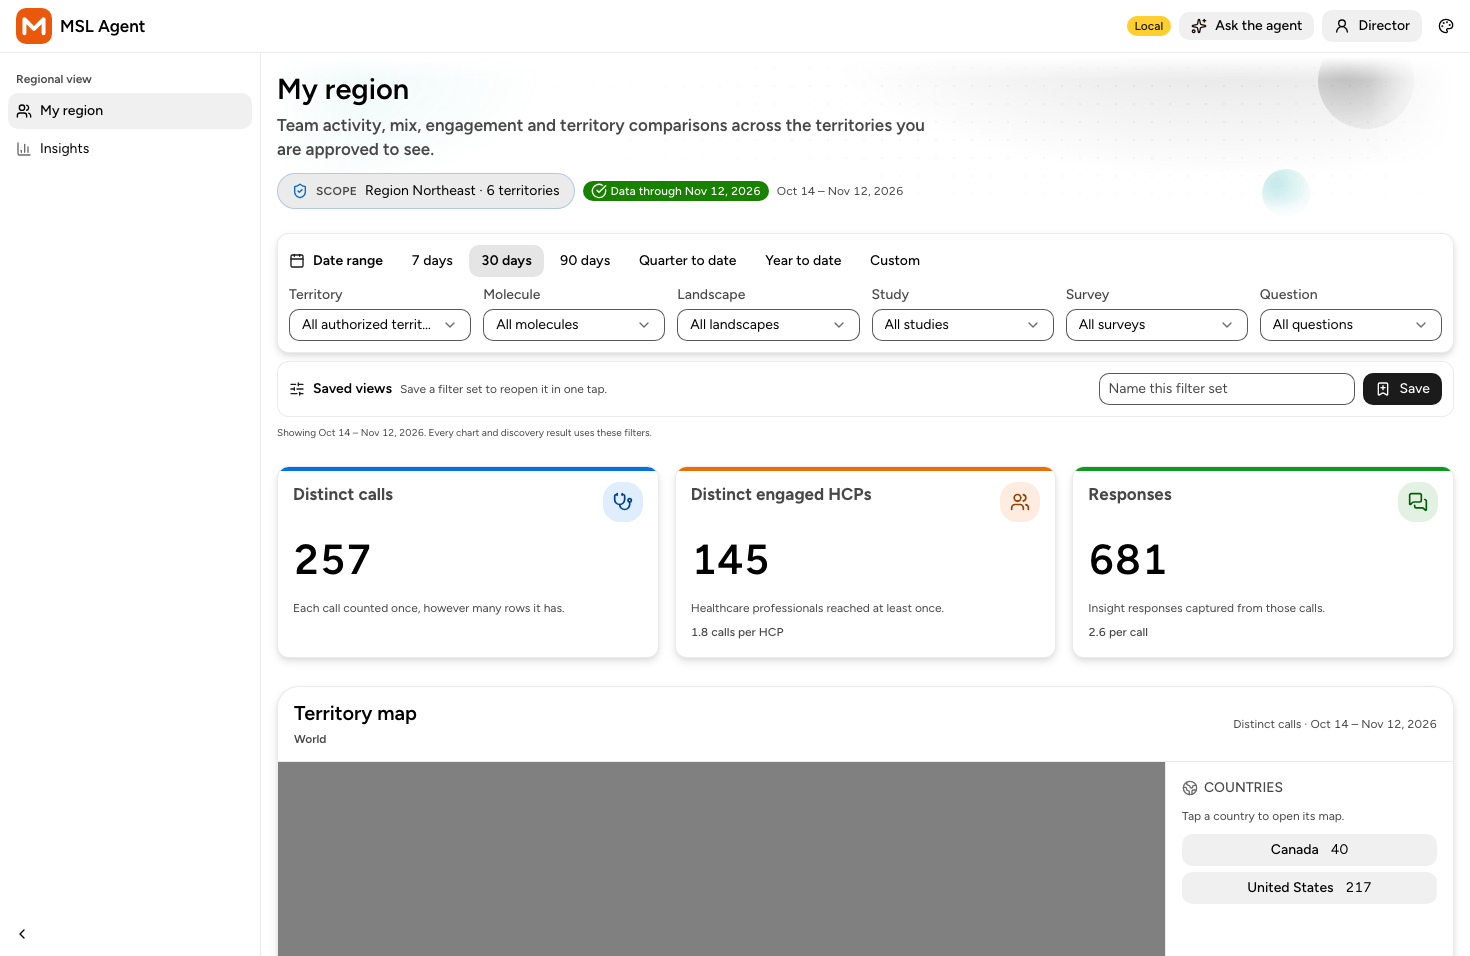 MSL Agent
Local
Ask the agent
Director
Regional view
My region
Insights
My region
Team activity, mix, engagement and territory comparisons across the territories you
are approved to see.
SCOPE Region Northeast · 6 territories
Data through Nov 12, 2026
Oct 14 – Nov 12, 2026
Date range 7 days 30 days 90 days Quarter to date Year to date Custom
Territory Molecule Landscape Study Survey Question
All authorized territ... All molecules All landscapes All studies All surveys All questions
Saved views Save a filter set to reopen it in one tap.
Name this filter set
Save
Showing Oct 14 – Nov 12, 2026. Every chart and discovery result uses these filters.
Distinct calls
257
Each call counted once, however many rows it has.
Distinct engaged HCPs
145
Healthcare professionals reached at least once.
1.8 calls per HCP
Responses
681
Insight responses captured from those calls.
2.6 per call
Territory map
World
Distinct calls · Oct 14 – Nov 12, 2026
COUNTRIES
Tap a country to open its map.
Canada 40
United States 217